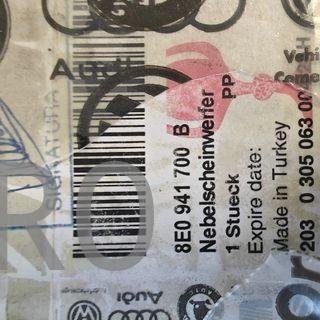 Audi
SIGNATURA
8E0 941 700 B
Nebelscheinwerfer
1 Stueck PP
Expire date:
Made in Turkey
203 0 305 063 00
RO
Audi